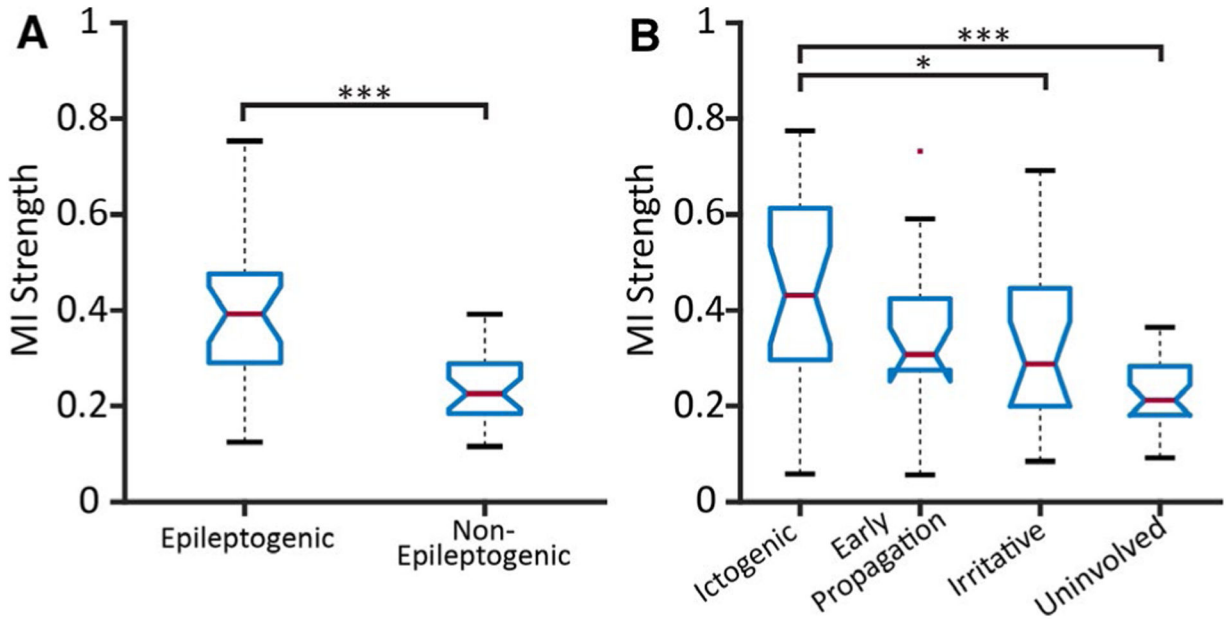 A
MI Strength
1
0.8
0.6
0.4
0.2
0
***
Epileptogenic
Non-
Epileptogenic
B
MI Strength
1
0.8
0.6
0.4
0.2
0
***
*
Ictogenic
Early
Propagation
Irritative
Uninvolved